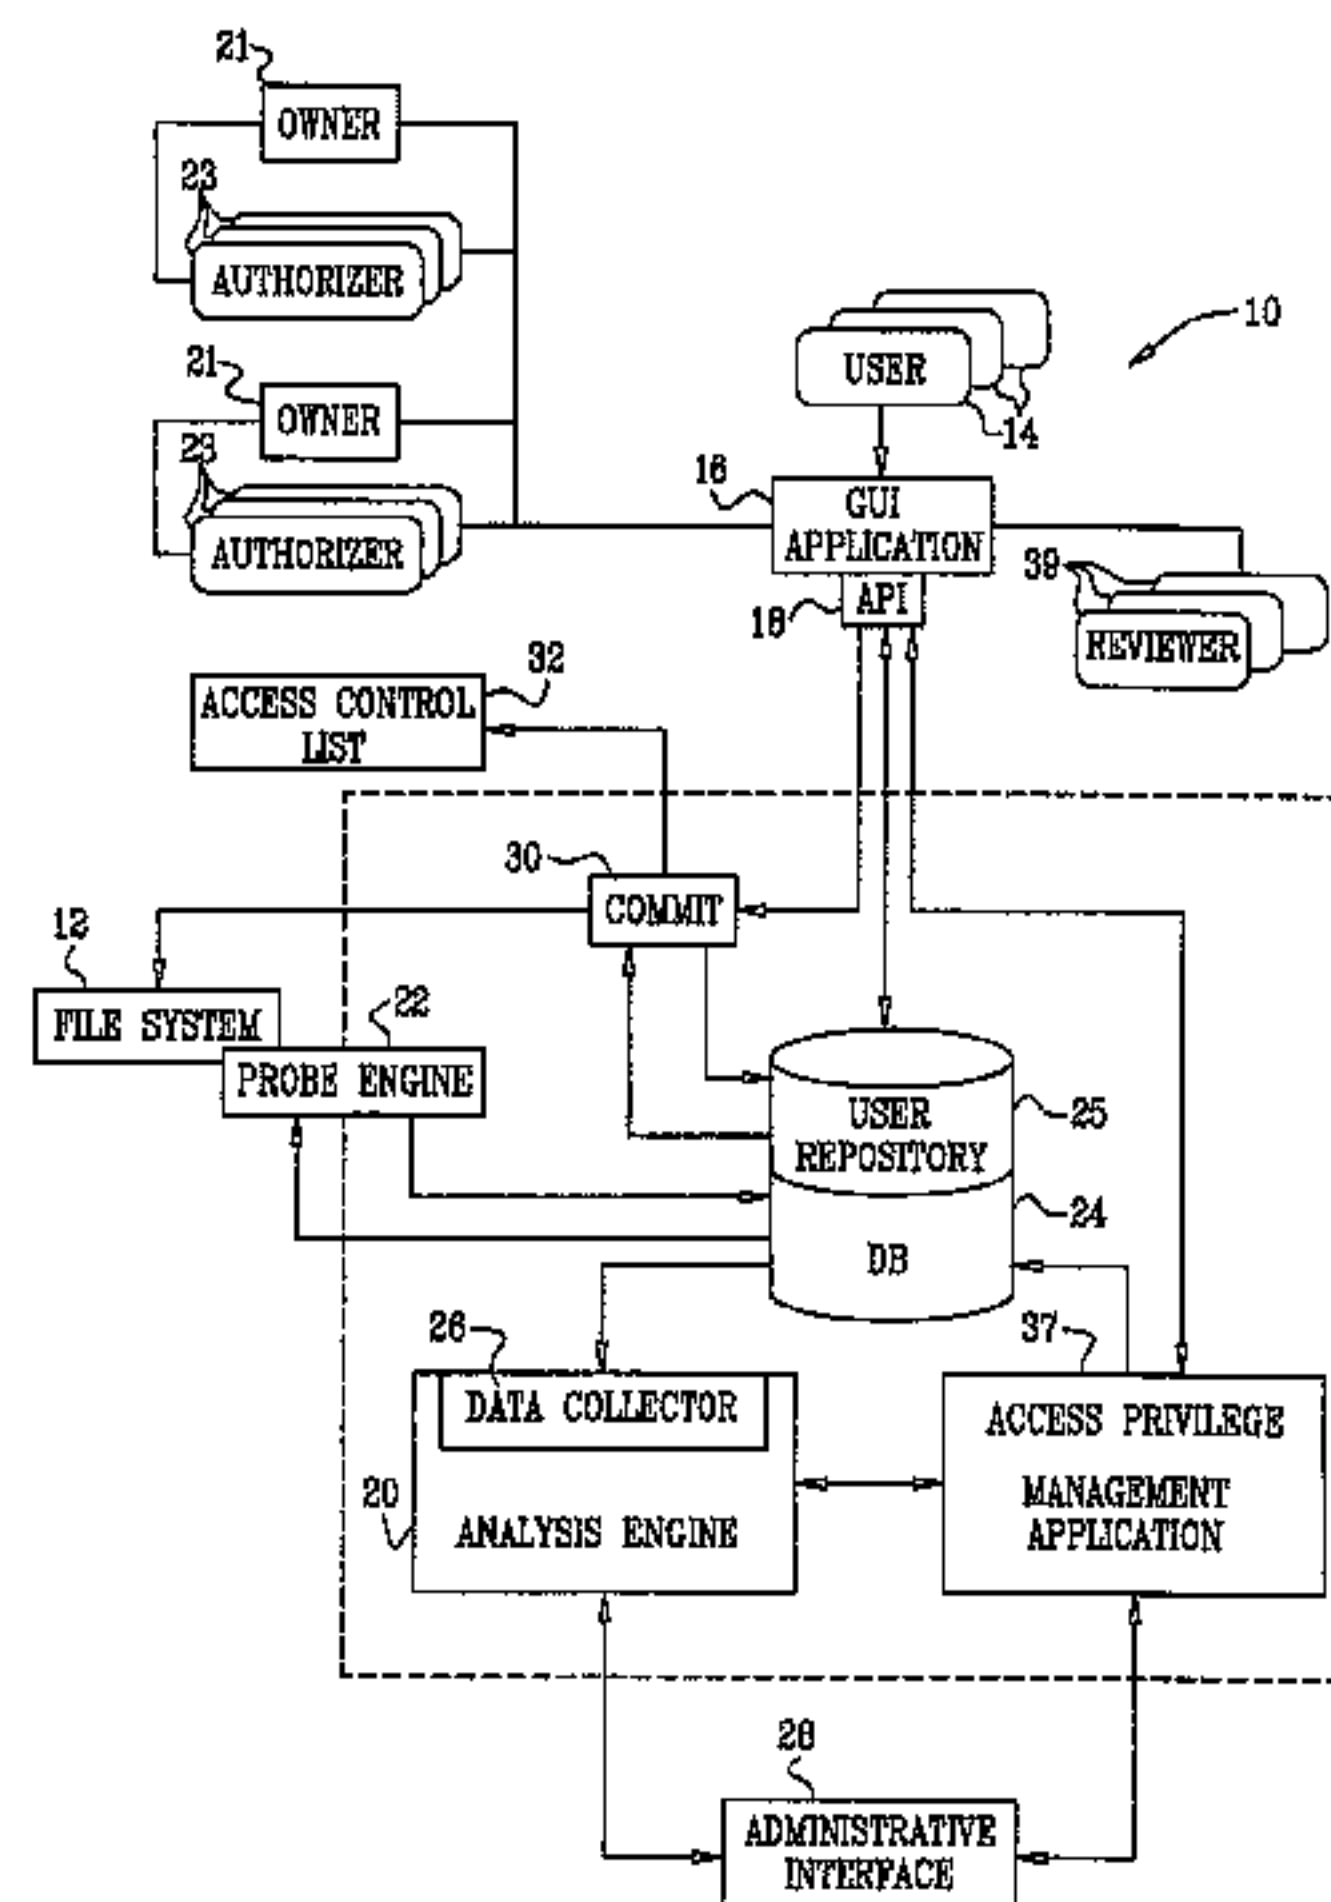 21
OWNER
23
AUTHORIZER
21
OWNER
23
AUTHORIZER
USER
14
10
16
GUI
APPLICATION
18
API
39
REVIEWER
32
ACCESS CONTROL
LIST
30
COMMIT
12
FILE SYSTEM
22
PROBE ENGINE
USER
REPOSITORY
25
24
DB
26
DATA COLLECTOR
20
ANALYSIS ENGINE
37
ACCESS PRIVILEGE
MANAGEMENT
APPLICATION
28
ADMINISTRATIVE
INTERFACE